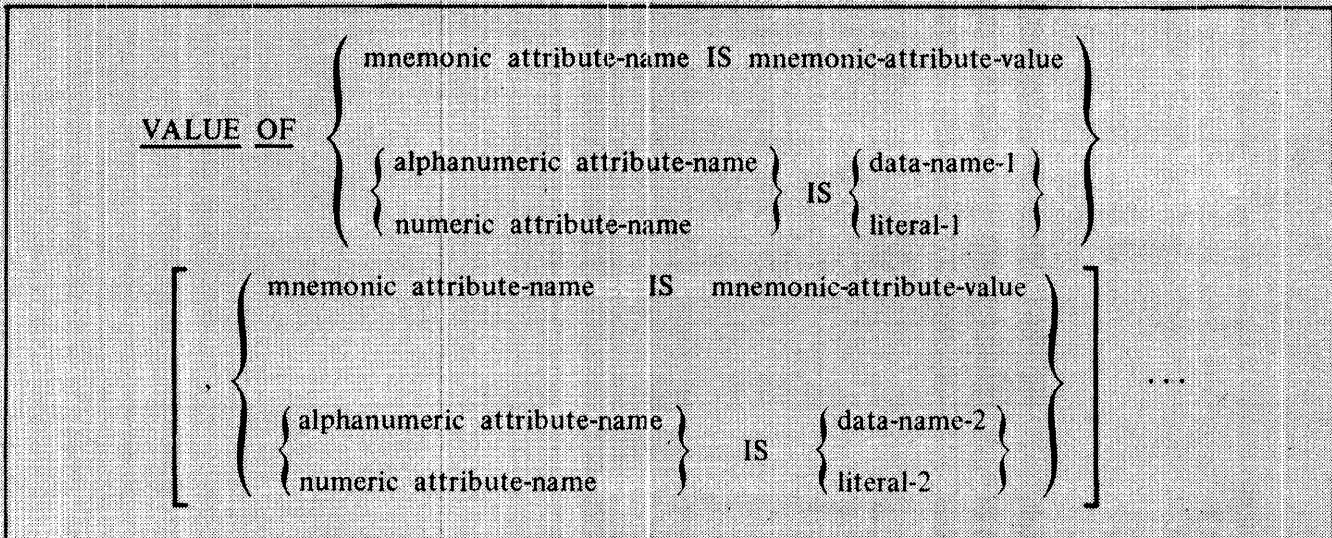 mnemonic attribute-name IS mnemonic-attribute-value
VALUE OF
alphanumeric attribute-name IS data-name-1
numeric attribute-name literal-1
mnemonic attribute-name IS mnemonic-attribute-value
,
alphanumeric attribute-name IS data-name-2
numeric attribute-name literal-2
...